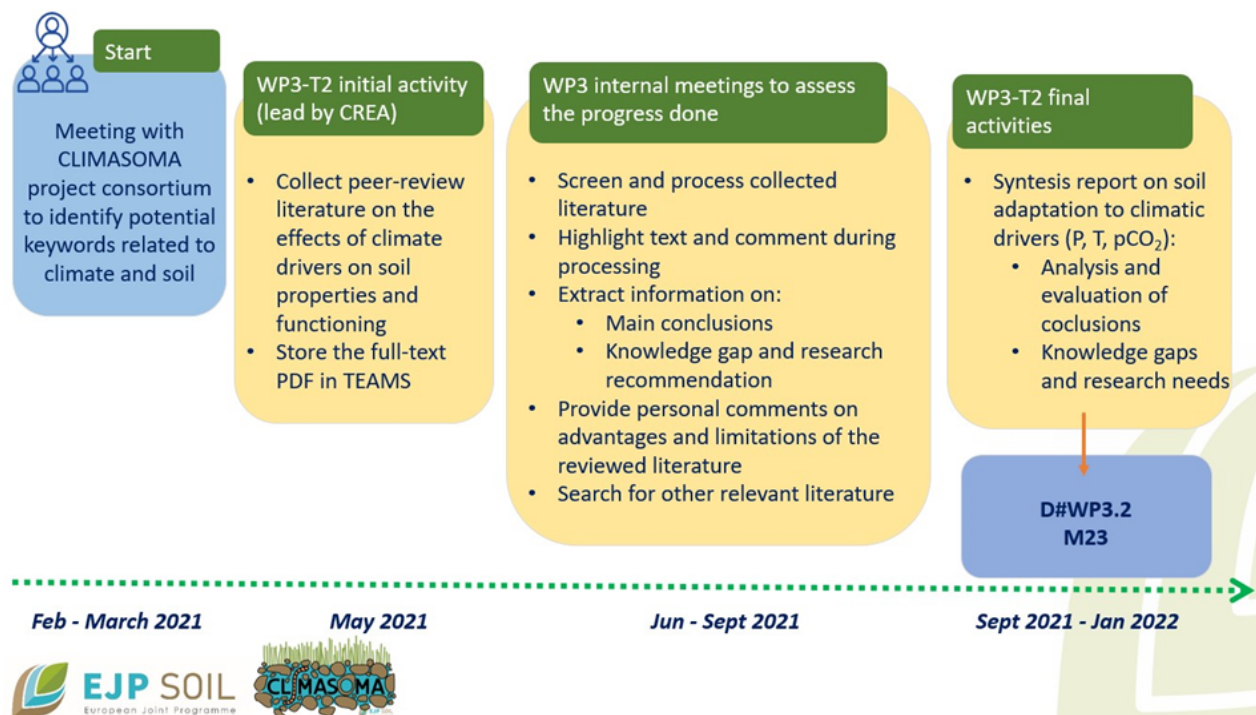 Start
Meeting with
CLIMASOMA
project consortium
to identify potential
keywords related to
climate and soil
WP3-T2 initial activity
(lead by CREA)
• Collect peer-review
literature on the
effects of climate
drivers on soil
properties and
functioning
• Store the full-text
PDF in TEAMS
WP3 internal meetings to assess
the progress done
• Screen and process collected
literature
• Highlight text and comment during
processing
• Extract information on:
• Main conclusions
• Knowledge gap and research
recommendation
• Provide personal comments on
advantages and limitations of the
reviewed literature
• Search for other relevant literature
WP3-T2 final
activities
• Syntesis report on soil
adaptation to climatic
drivers (P, T, pCO₂):
• Analysis and
evaluation of
coclusions
• Knowledge gaps
and research needs
D#WP3.2
M23
Feb - March 2021
May 2021
Jun - Sept 2021
Sept 2021 - Jan 2022
EJP SOIL
European Joint Programme
CLIMASOMA
EJP SOIL